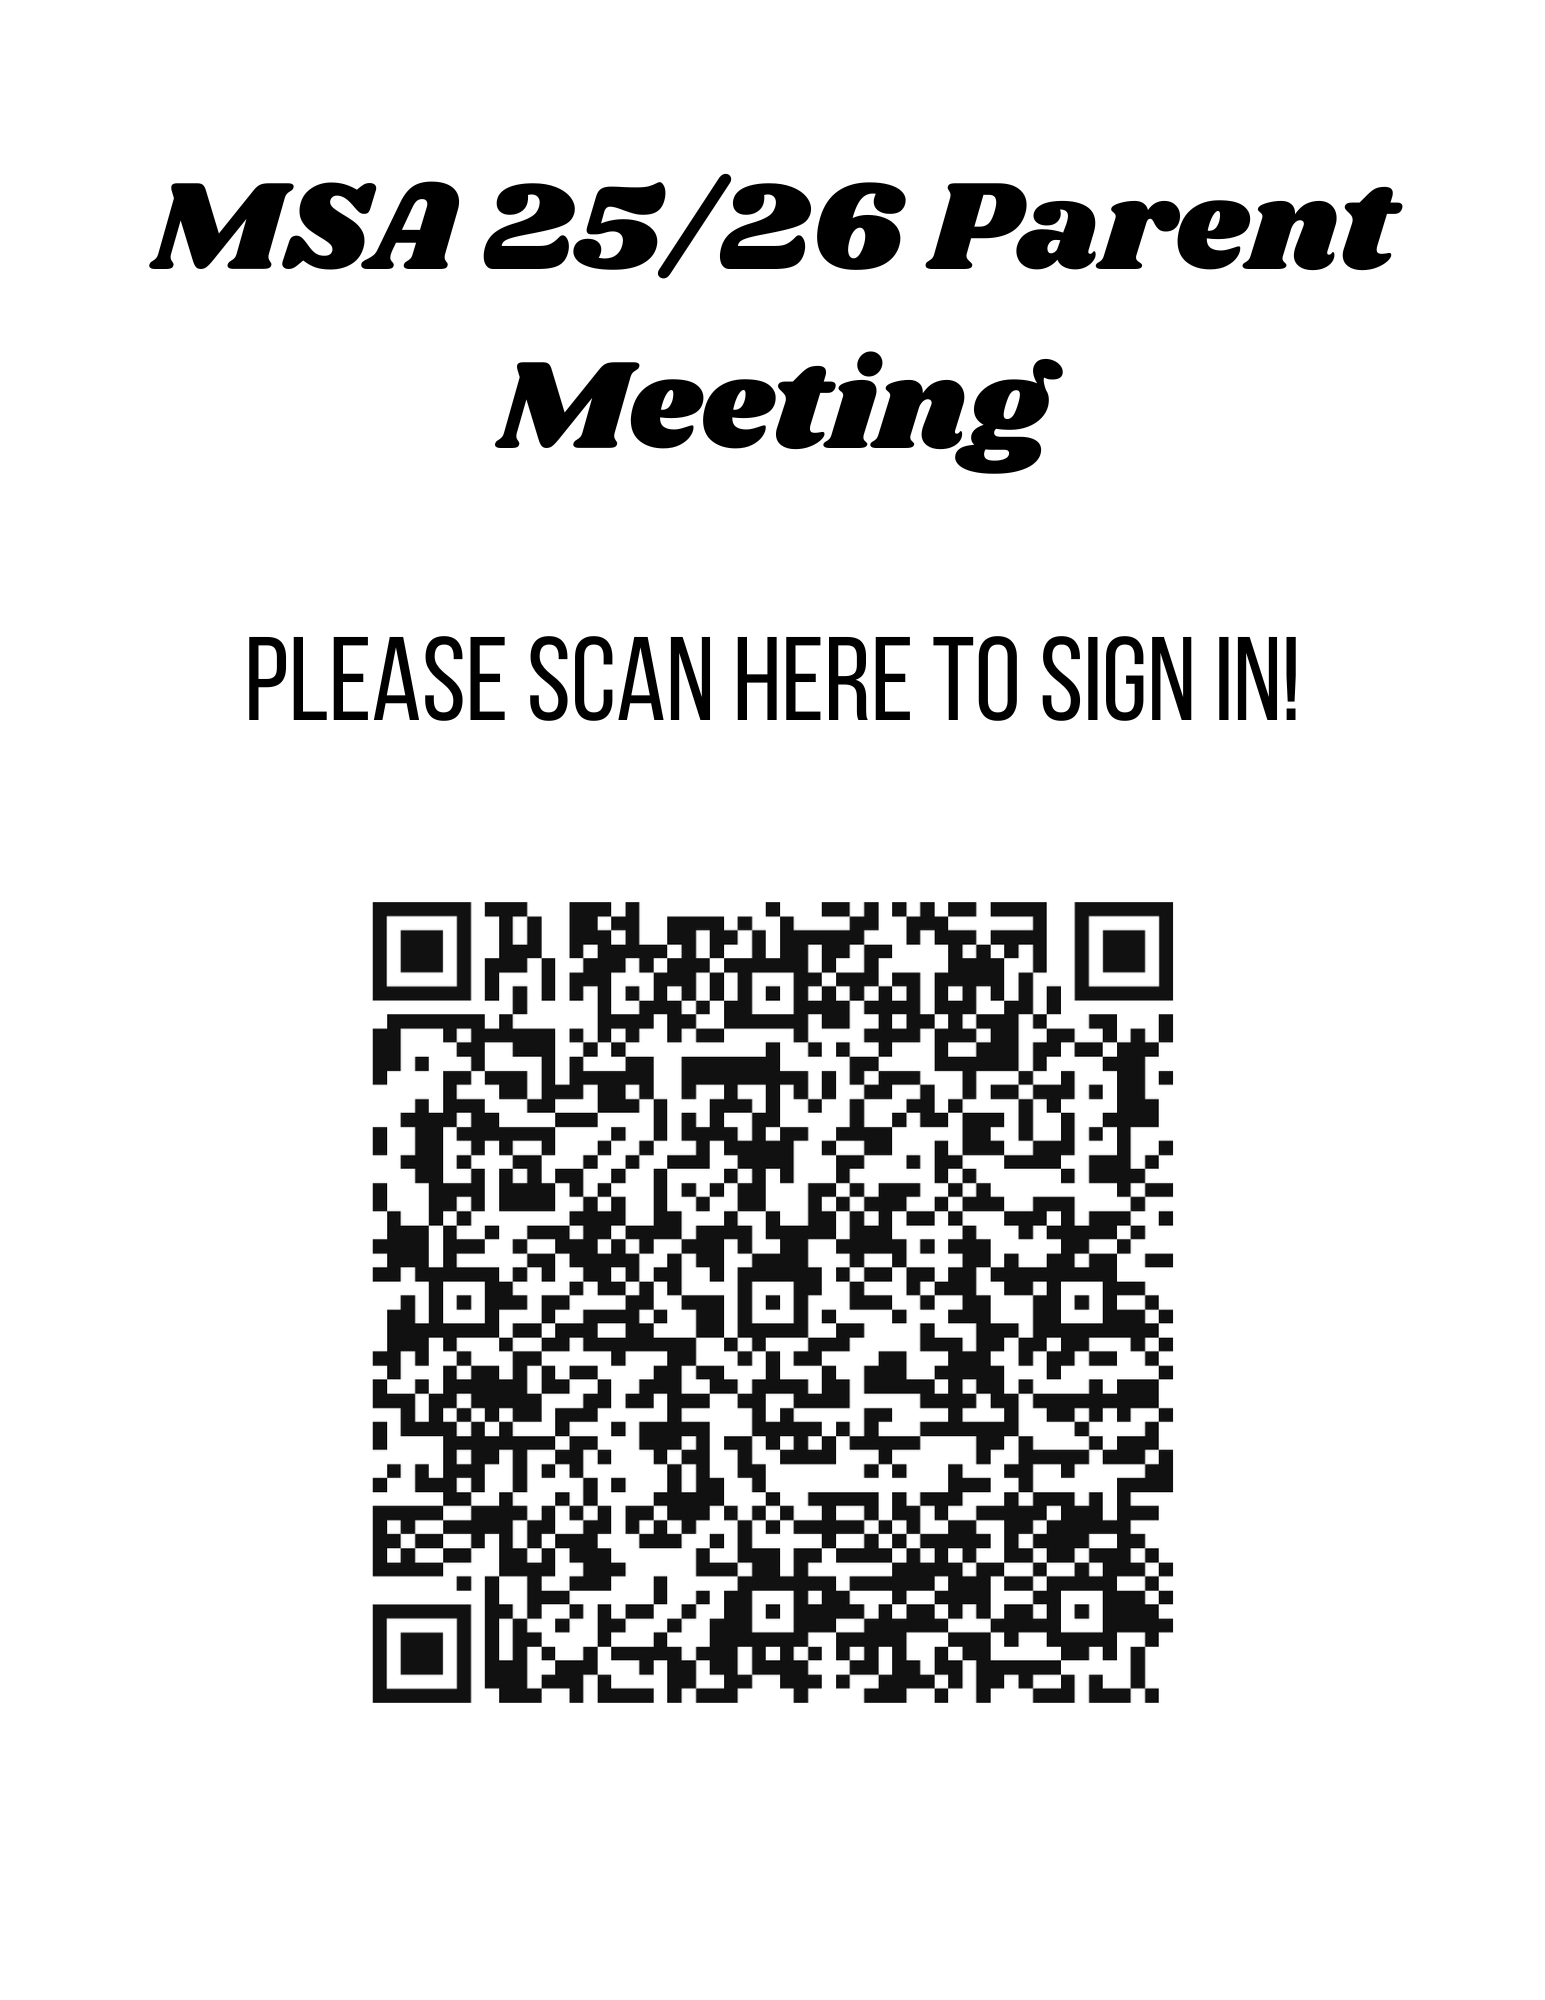 MSA 25/26 Parent
Meeting
PLEASE SCAN HERE TO SIGN IN!